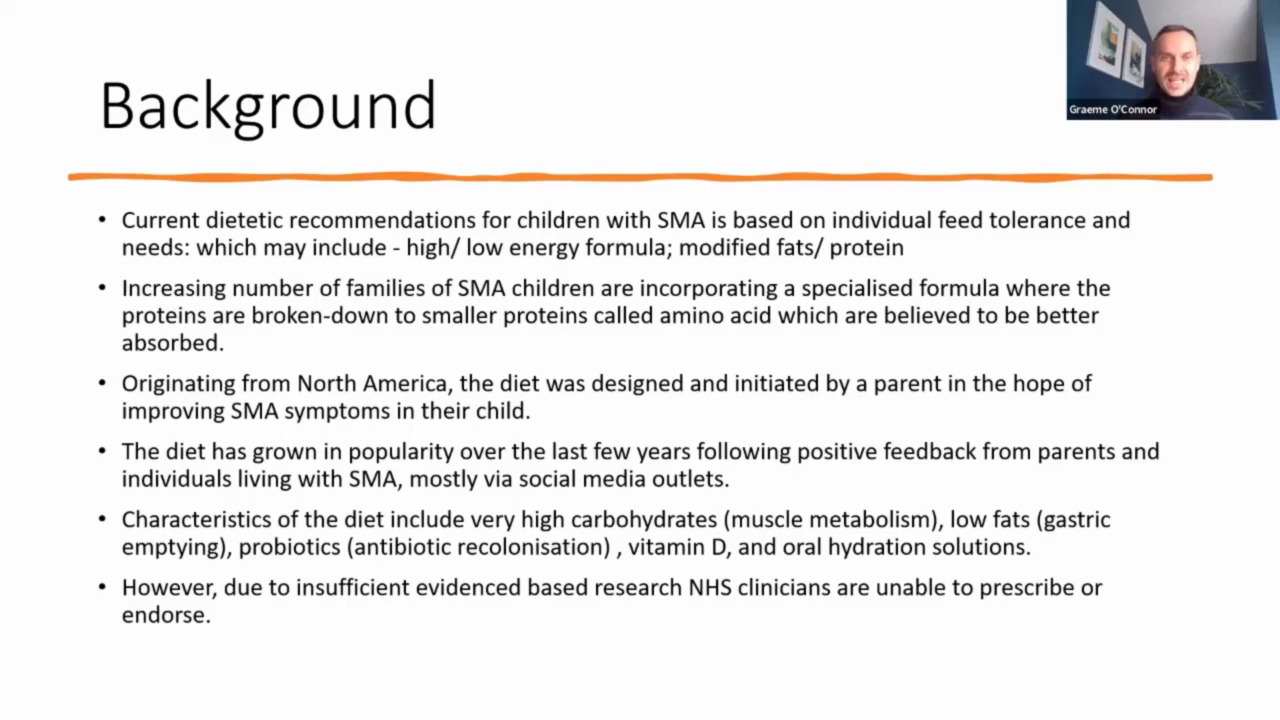 Graeme O'Connor
Background
• Current dietetic recommendations for children with SMA is based on individual feed tolerance and
needs: which may include - high/ low energy formula; modified fats/ protein
• Increasing number of families of SMA children are incorporating a specialised formula where the
proteins are broken-down to smaller proteins called amino acid which are believed to be better
absorbed.
• Originating from North America, the diet was designed and initiated by a parent in the hope of
improving SMA symptoms in their child.
• The diet has grown in popularity over the last few years following positive feedback from parents and
individuals living with SMA, mostly via social media outlets.
• Characteristics of the diet include very high carbohydrates (muscle metabolism), low fats (gastric
emptying), probiotics (antibiotic recolonisation) , vitamin D, and oral hydration solutions.
• However, due to insufficient evidenced based research NHS clinicians are unable to prescribe or
endorse.